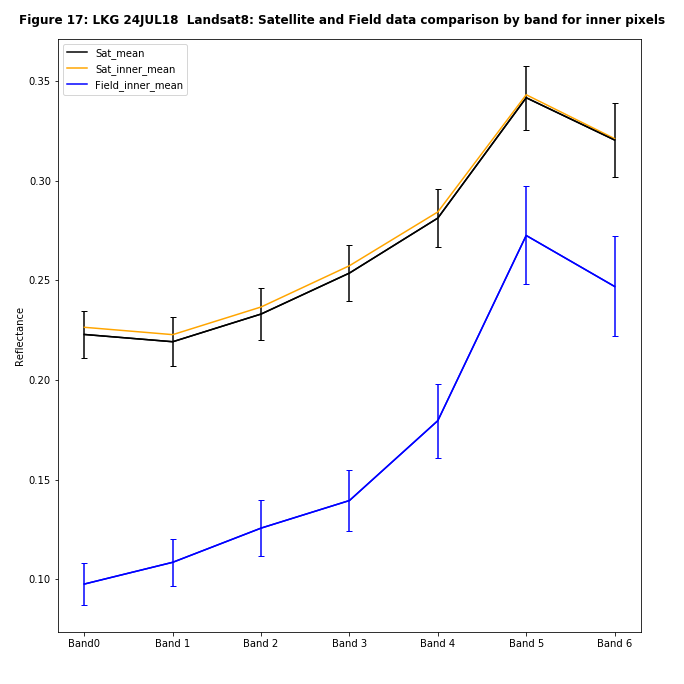 Figure 17: LKG 24JUL18 Landsat8: Satellite and Field data comparison by band for inner pixels
Sat_mean
Sat_inner_mean
Field_inner_mean
0.35
0.30
0.25
0.20
0.15
0.10
Reflectance
Band0 Band 1 Band 2 Band 3 Band 4 Band 5 Band 6